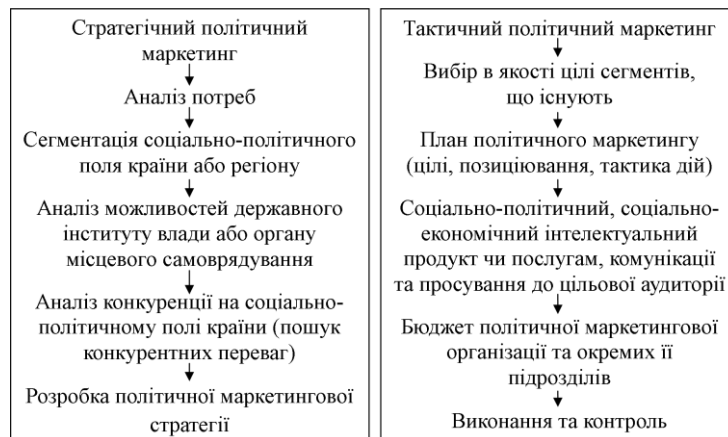 Стратегічний політичний
маркетинг
Аналіз потреб
Сегментація соціально-політичного
поля країни або регіону
Аналіз можливостей державного
інституту влади або органу
місцевого самоврядування
Аналіз конкуренції на соціально-
політичному полі країни (пошук
конкурентних переваг)
Розробка політичної маркетингової
стратегії
Тактичний політичний маркетинг
Вибір в якості цілі сегментів,
що існують
План політичного маркетингу
(цілі, позиціювання, тактика дій)
Соціально-політичний, соціально-
економічний інтелектуальний
продукт чи послугам, комунікації
та просування до цільової аудиторії
Бюджет політичної маркетингової
організації та окремих її
підрозділів
Виконання та контроль